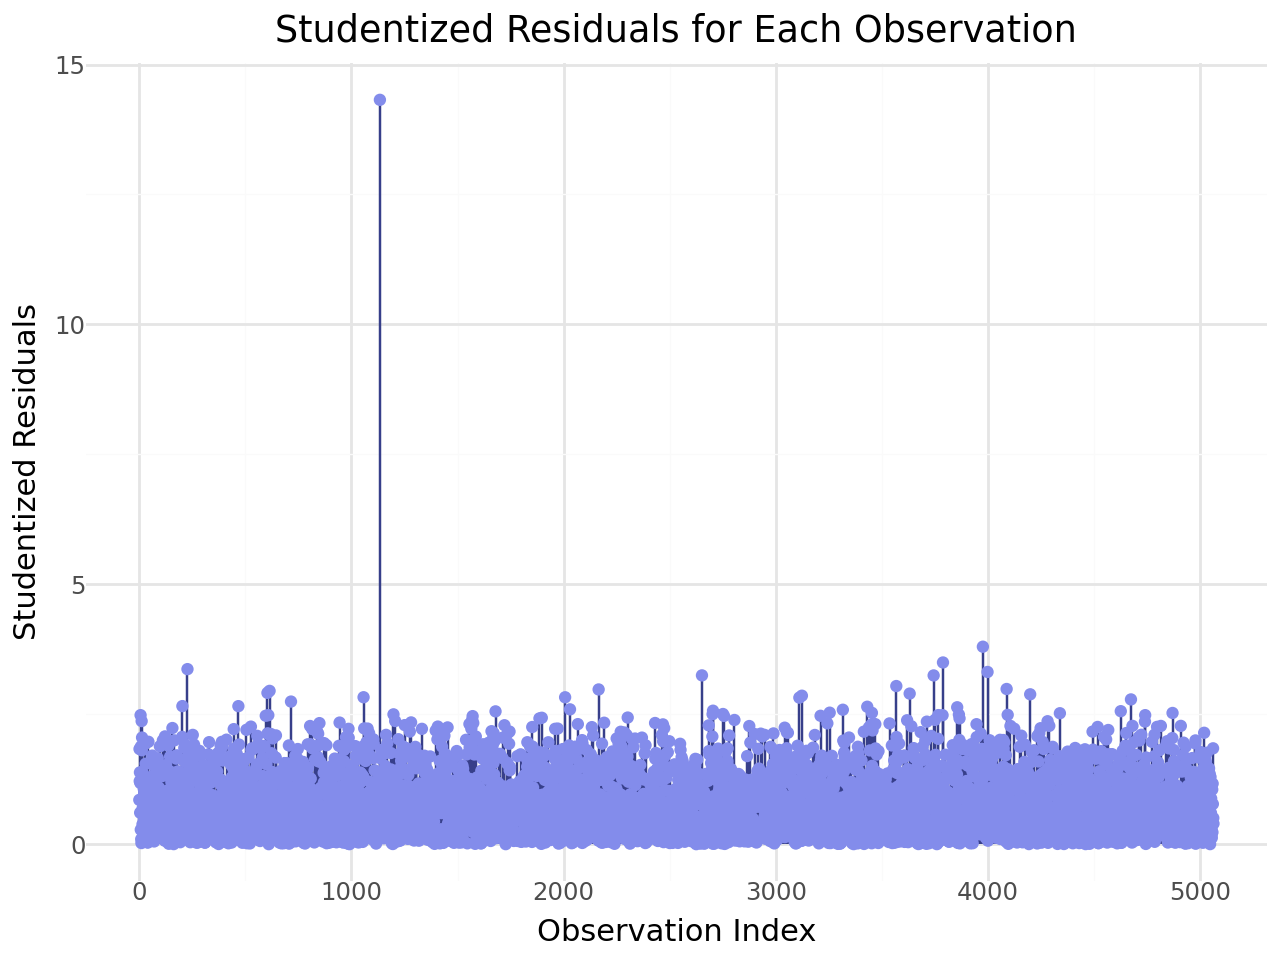 Studentized Residuals for Each Observation
Studentized Residuals
15
10
5
0
0 1000 2000 3000 4000 5000
Observation Index